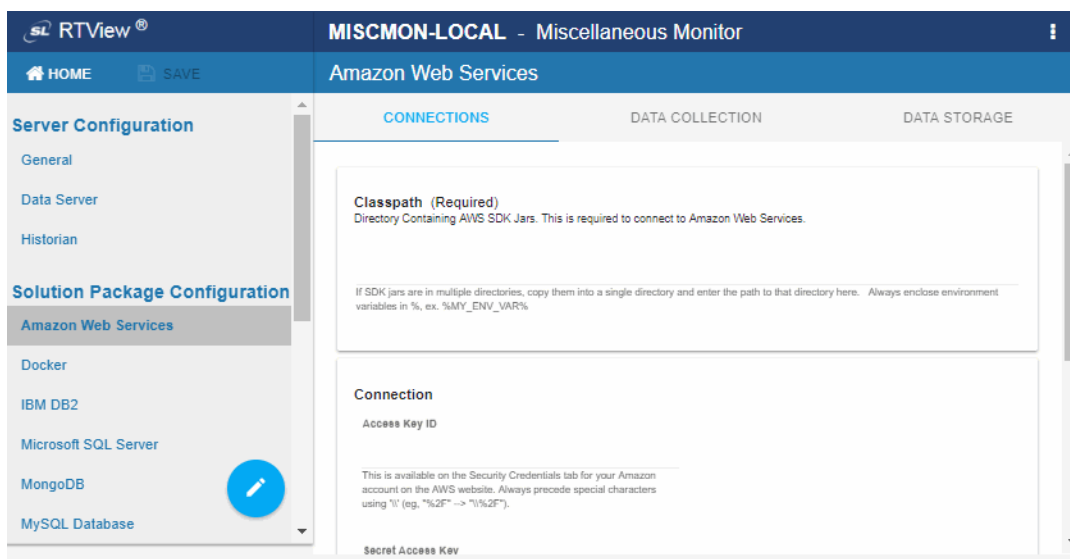 SL RTView ®
MISCMON-LOCAL - Miscellaneous Monitor
HOME
SAVE
Amazon Web Services
Server Configuration
General
Data Server
Historian
Solution Package Configuration
Amazon Web Services
Docker
IBM DB2
Microsoft SQL Server
MongoDB
MySQL Database
CONNECTIONS
DATA COLLECTION
DATA STORAGE
Classpath (Required)
Directory Containing AWS SDK Jars. This is required to connect to Amazon Web Services.
If SDK jars are in multiple directories, copy them into a single directory and enter the path to that directory here. Always enclose environment
variables in %, ex. %MY_ENV_VAR%
Connection
Access Key ID
This is available on the Security Credentials tab for your Amazon
account on the AWS website. Always precede special characters
using '\\' (eg, "%2F" --> "\\%2F").
Secret Access Key